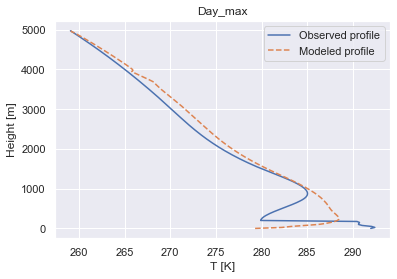 Day_max
Observed profile
Modeled profile
Height [m]
5000
4000
3000
2000
1000
0
260 265 270 275 280 285 290
T [K]